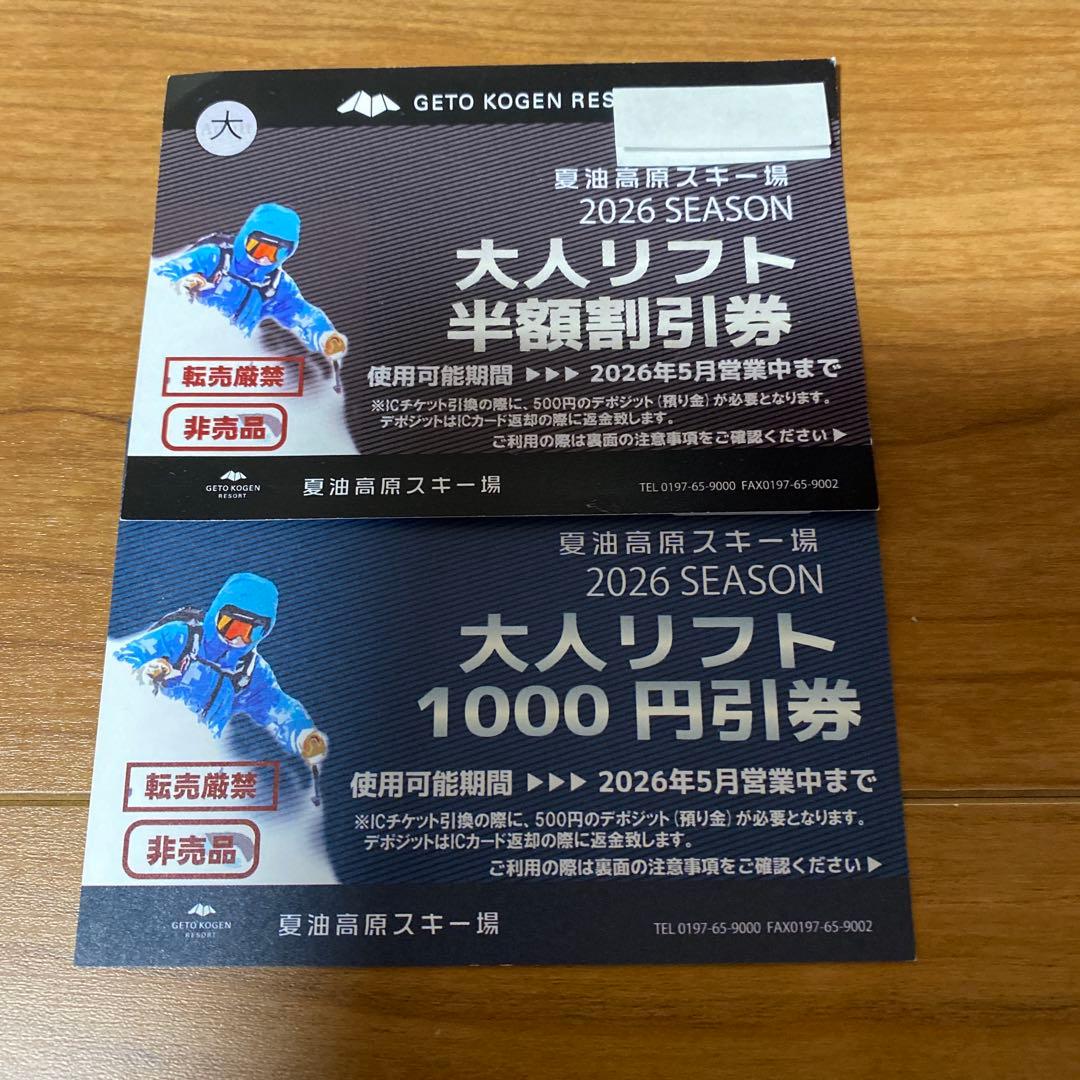 GETO KOGEN RES
大
夏油高原スキー場
2026 SEASON
大人リフト
半額割引券
転売厳禁
使用可能期間 ▶▶▶ 2026年5月営業中まで
非売品
※ICチケット引換の際に、500円のデポジット(預り金)が必要となります。
デポジットはICカード返却の際に返金致します。
ご利用の際は裏面の注意事項をご確認ください▶
GETO KOGEN
RESORT
夏油高原スキー場
TEL 0197-65-9000 FAX0197-65-9002
夏油高原スキー場
2026 SEASON
大人リフト
1000 円引券
転売厳禁
使用可能期間 ▶▶▶ 2026年5月営業中まで
非売品
※ICチケット引換の際に、500円のデポジット(預り金)が必要となります。
デポジットはICカード返却の際に返金致します。
ご利用の際は裏面の注意事項をご確認ください▶
GETO KOGEN
RESORT
夏油高原スキー場
TEL 0197-65-9000 FAX0197-65-9002